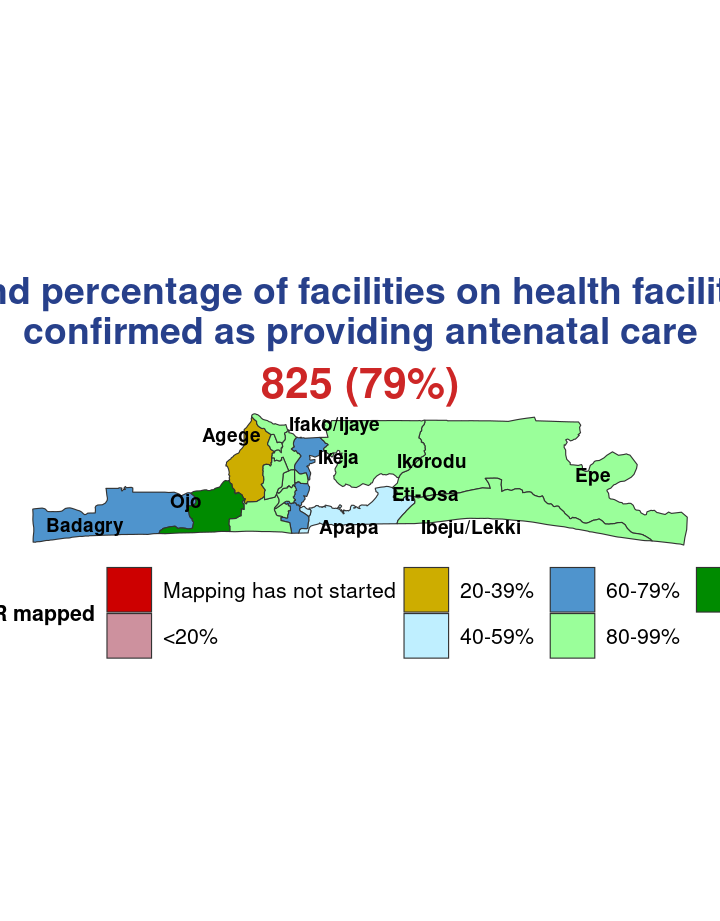 nd percentage of facilities on health facilit
confirmed as providing antenatal care
825 (79%)
Ifako/Ijaye
Agege
Ikeja
Ikorodu
Epe
Eti-Osa
Ojo
Badagry
Apapa
Ibeju/Lekki
Mapping has not started
20-39%
60-79%
R mapped
<20%
40-59%
80-99%